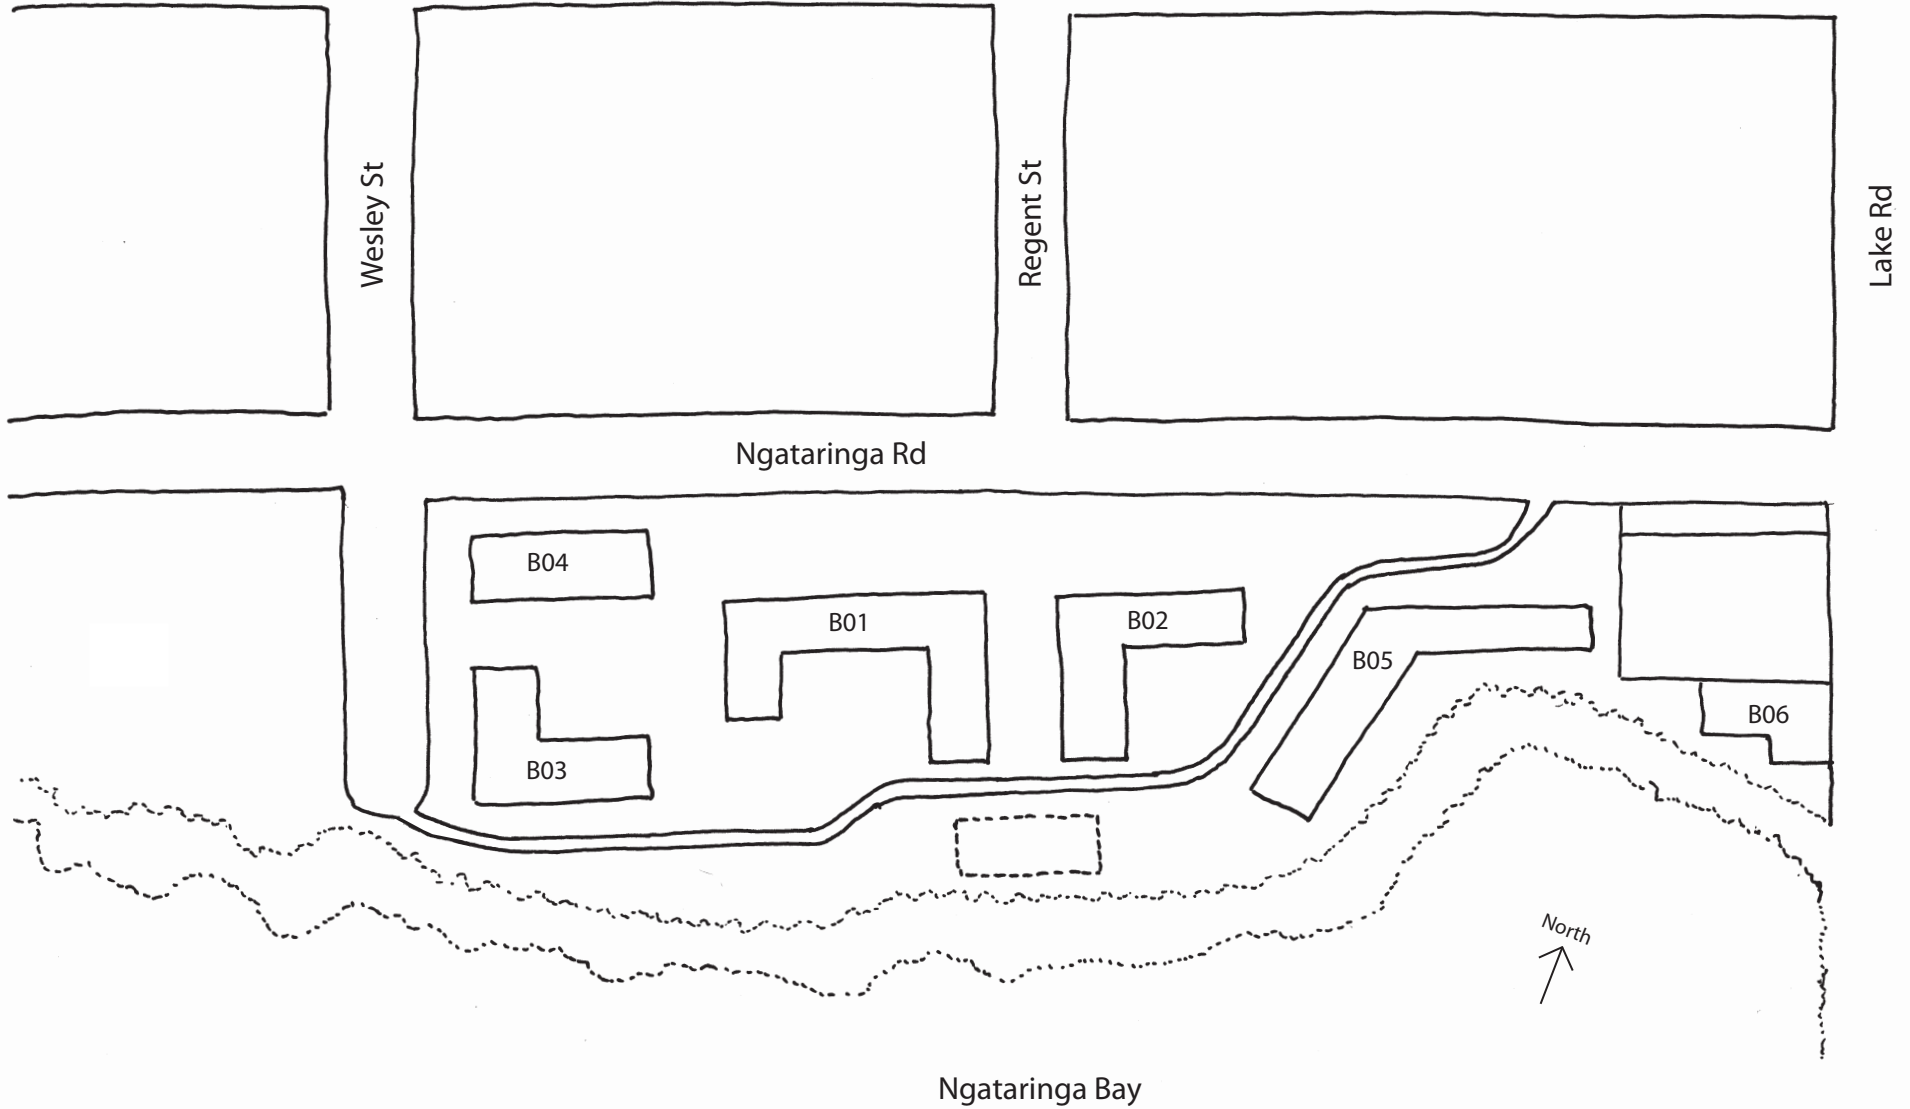 Wesley St
Regent St
Lake Rd
Ngataringa Rd
B04
B01
B02
B05
B06
B03
North
Ngataringa Bay